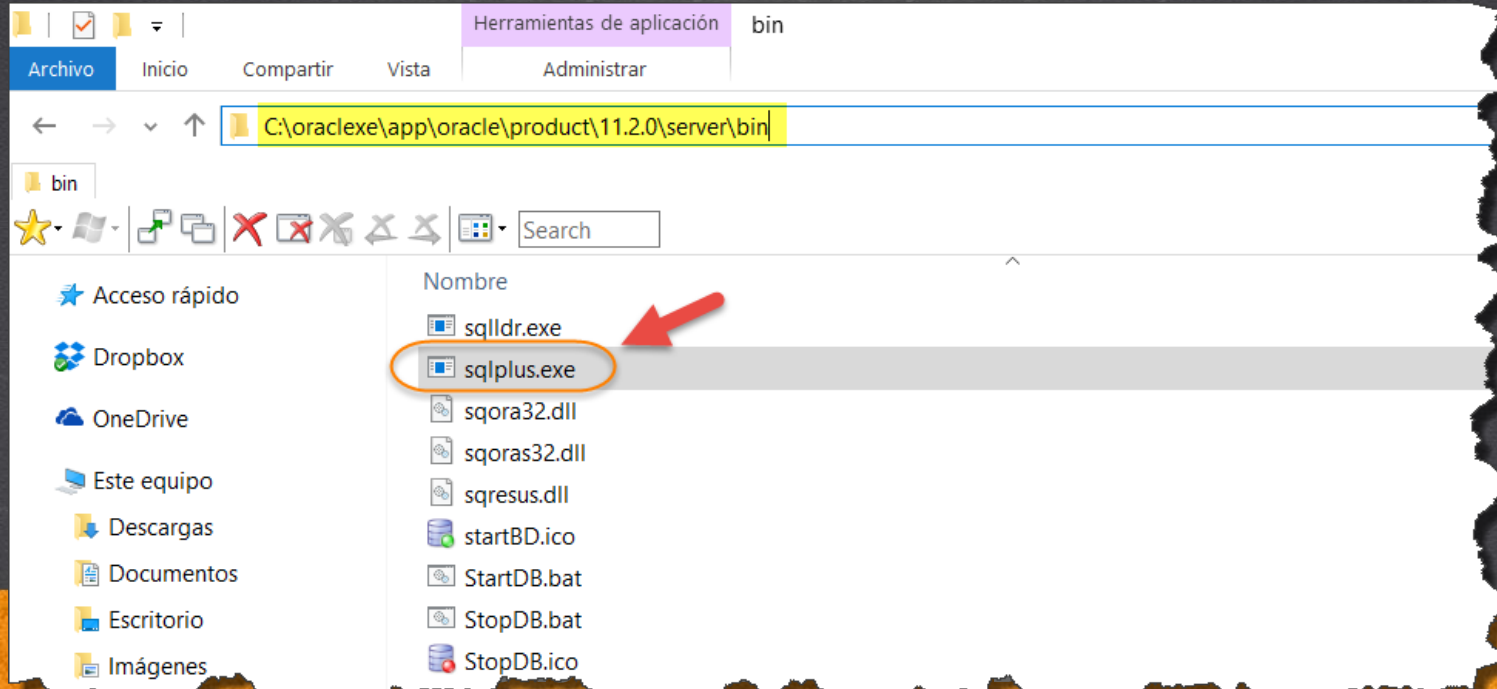 Herramientas de aplicación bin
Archivo Inicio Compartir Vista Administrar
C:\oraclexe\app\oracle\product\11.2.0\server\bin
bin
Search
Nombre
Acceso rápido
Dropbox
OneDrive
Este equipo
Descargas
Documentos
Escritorio
Imágenes
sqlldr.exe
sqlplus.exe
sqora32.dll
sqoras32.dll
sqresus.dll
startBD.ico
StartDB.bat
StopDB.bat
StopDB.ico